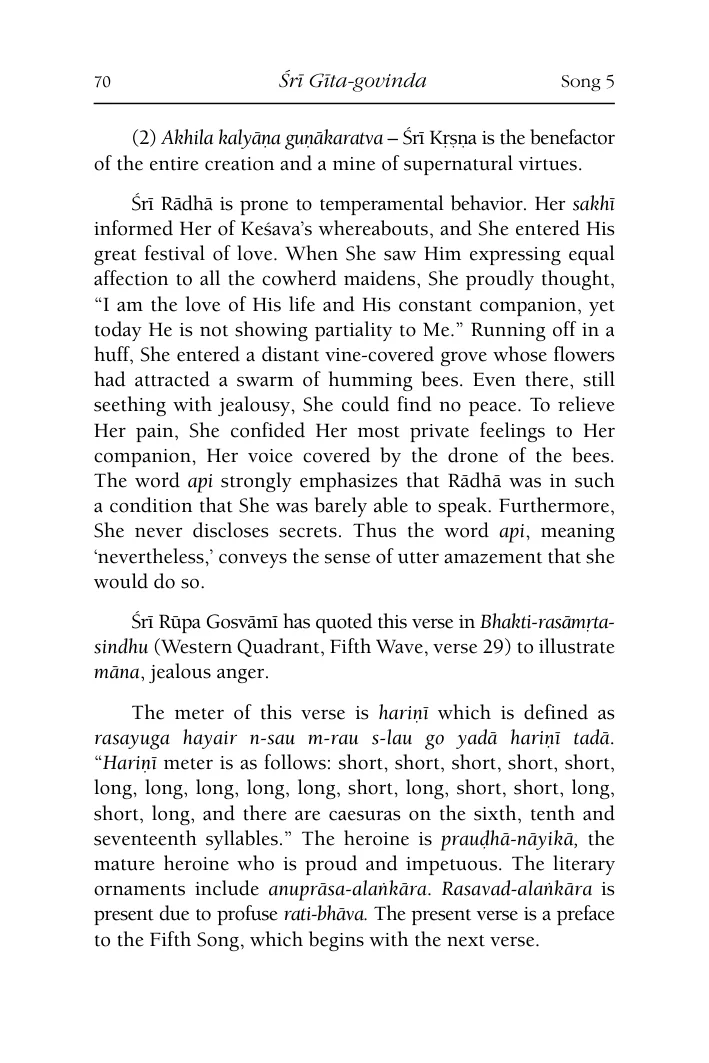 70 Śrī Gīta-govinda Song 5
(2) Akhila kalyāṇa guṇākaratva – Śrī Kṛṣṇa is the benefactor
of the entire creation and a mine of supernatural virtues.
Śrī Rādhā is prone to temperamental behavior. Her sakhī
informed Her of Keśava’s whereabouts, and She entered His
great festival of love. When She saw Him expressing equal
affection to all the cowherd maidens, She proudly thought,
“I am the love of His life and His constant companion, yet
today He is not showing partiality to Me.” Running off in a
huff, She entered a distant vine-covered grove whose flowers
had attracted a swarm of humming bees. Even there, still
seething with jealousy, She could find no peace. To relieve
Her pain, She confided Her most private feelings to Her
companion, Her voice covered by the drone of the bees.
The word api strongly emphasizes that Rādhā was in such
a condition that She was barely able to speak. Furthermore,
She never discloses secrets. Thus the word api, meaning
‘nevertheless,’ conveys the sense of utter amazement that she
would do so.
Śrī Rūpa Gosvāmī has quoted this verse in Bhakti-rasāmṛta-
sindhu (Western Quadrant, Fifth Wave, verse 29) to illustrate
māna, jealous anger.
The meter of this verse is hariṇī which is defined as
rasayuga hayair n-sau m-rau s-lau go yadā hariṇī tadā.
“Hariṇī meter is as follows: short, short, short, short, short,
long, long, long, long, long, short, long, short, short, long,
short, long, and there are caesuras on the sixth, tenth and
seventeenth syllables.” The heroine is prauḍhā-nāyikā, the
mature heroine who is proud and impetuous. The literary
ornaments include anuprāsa-alaṅkāra. Rasavad-alaṅkāra is
present due to profuse rati-bhāva. The present verse is a preface
to the Fifth Song, which begins with the next verse.